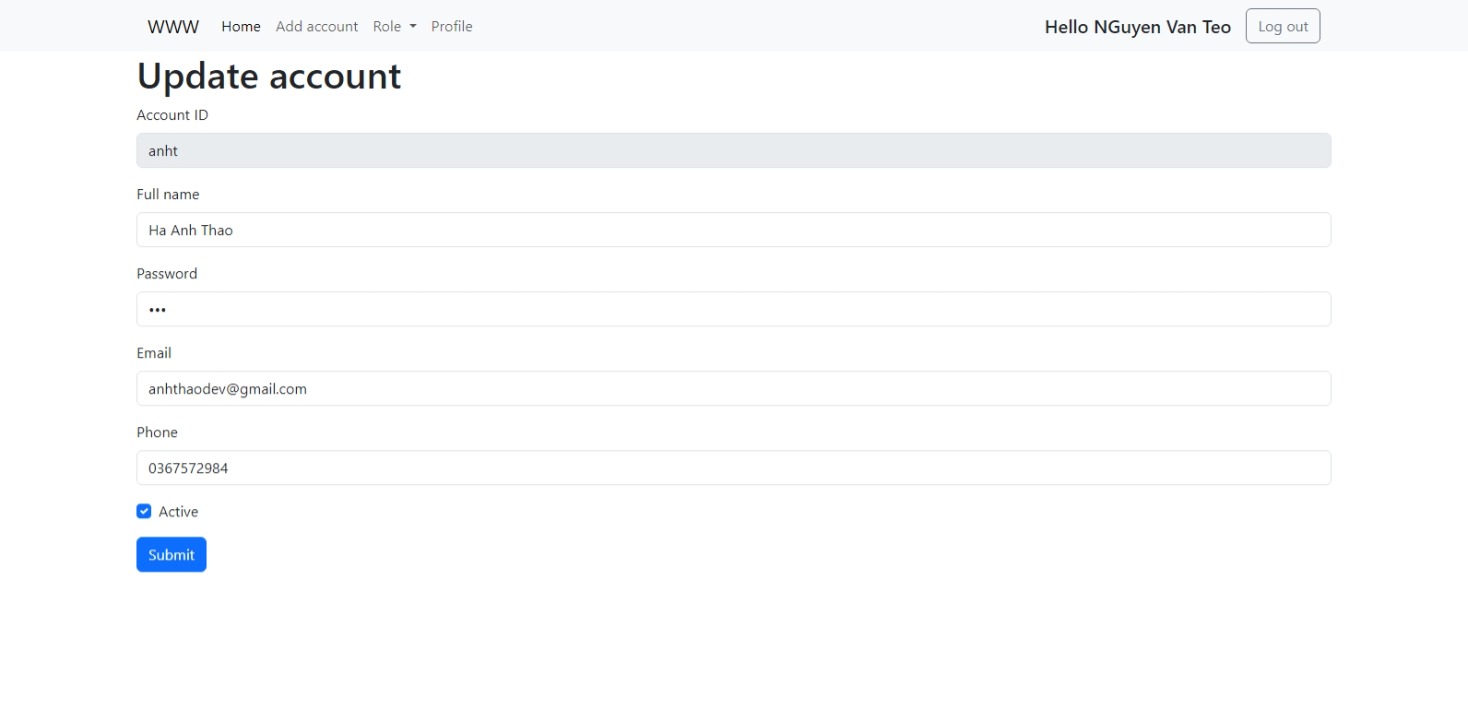 WWW Home Add account Role Profile Hello NGuyen Van Teo Log out
Update account
Account ID
anht
Full name
Ha Anh Thao
Password
•••
Email
anhthaodev@gmail.com
Phone
0367572984
Active
Submit